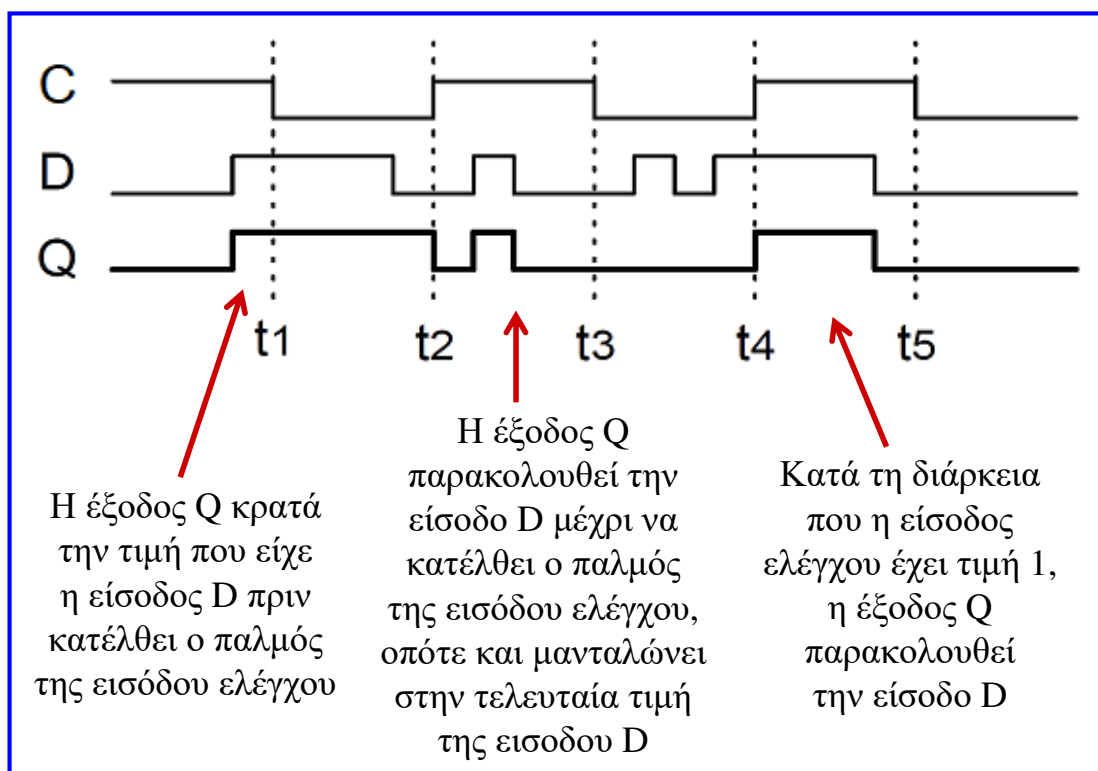 C
D
Q
t1 t2 t3 t4 t5
Η έξοδος Q κρατά
την τιμή που είχε
η είσοδος D πριν
κατέλθει ο παλμός
της εισόδου ελέγχου
Η έξοδος Q
παρακολουθεί την
είσοδο D μέχρι να
κατέλθει ο παλμός
της εισόδου ελέγχου,
οπότε και μανταλώνει
στην τελευταία τιμή
της εισοδου D
Κατά τη διάρκεια
που η είσοδος
ελέγχου έχει τιμή 1,
η έξοδος Q
παρακολουθεί
την είσοδο D